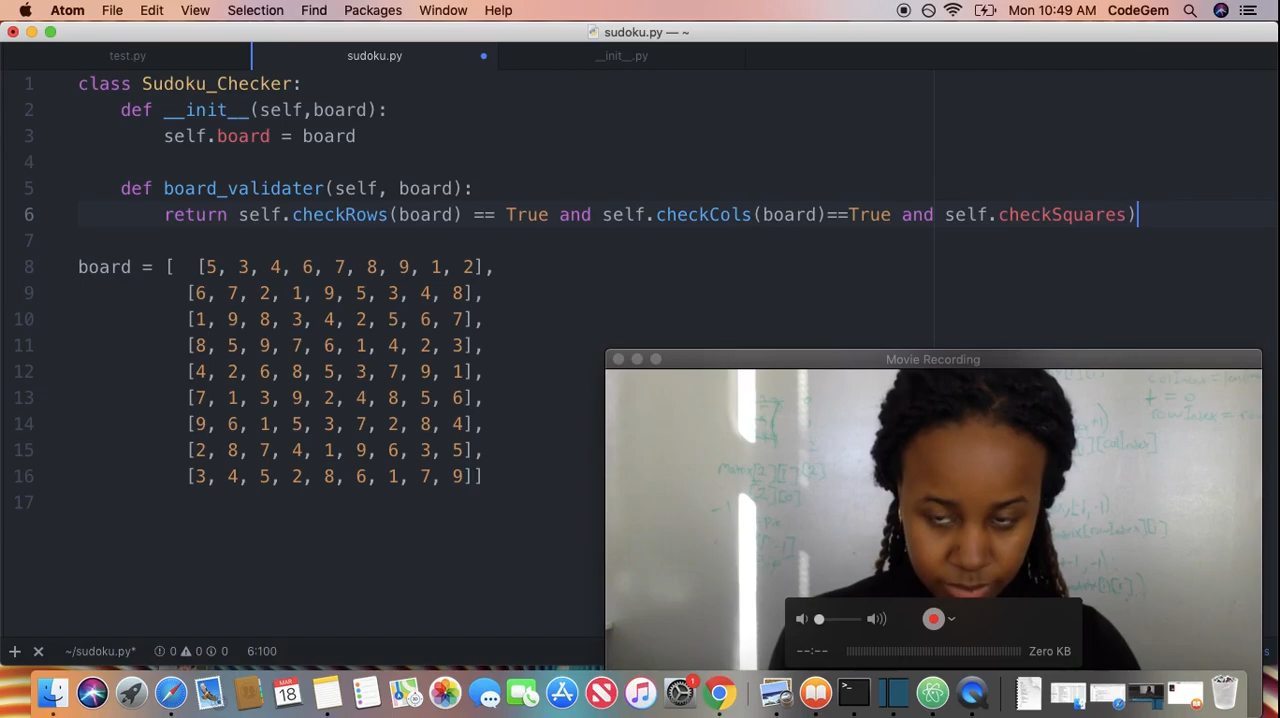 Atom File Edit View Selection Find Packages Window Help Mon 10:49 AM CodeGem
sudoku.py — ~
test.py sudoku.py __init__.py
1 class Sudoku_Checker:
2 def __init__(self,board):
3 self.board = board
4
5 def board_validater(self, board):
6 return self.checkRows(board) == True and self.checkCols(board)==True and self.checkSquares)
7
8 board = [ [5, 3, 4, 6, 7, 8, 9, 1, 2],
9 [6, 7, 2, 1, 9, 5, 3, 4, 8],
10 [1, 9, 8, 3, 4, 2, 5, 6, 7],
11 [8, 5, 9, 7, 6, 1, 4, 2, 3],
12 [4, 2, 6, 8, 5, 3, 7, 9, 1],
13 [7, 1, 3, 9, 2, 4, 8, 5, 6],
14 [9, 6, 1, 5, 3, 7, 2, 8, 4],
15 [2, 8, 7, 4, 1, 9, 6, 3, 5],
16 [3, 4, 5, 2, 8, 6, 1, 7, 9]]
17
Movie Recording
--:-- Zero KB
~/sudoku.py* 0 0 0 6:100
MAR
18
1